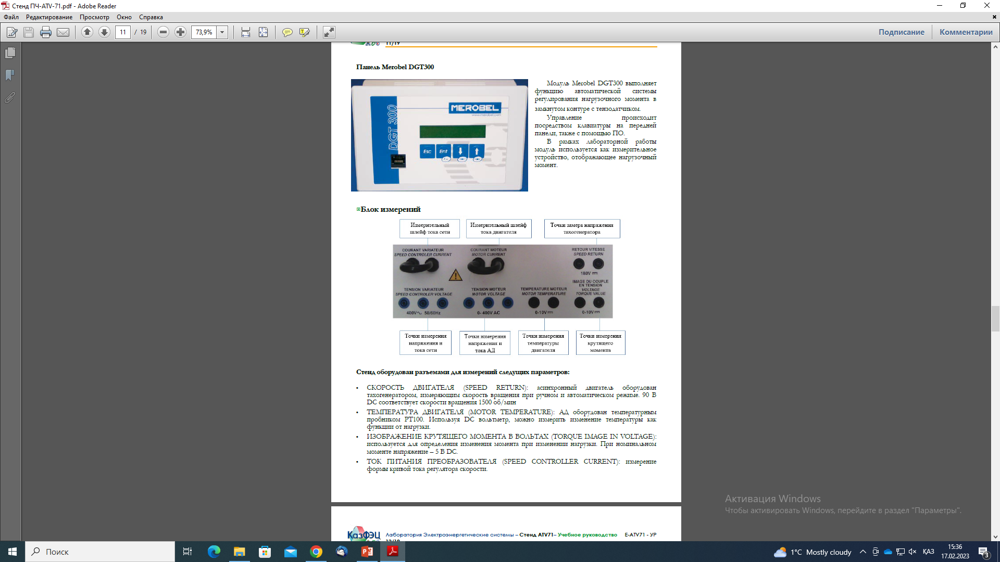 Стенд ПЧ-ATV-71.pdf - Adobe Reader
Файл Редактирование Просмотр Окно Справка
11 / 19 73,9% Подписание Комментарии
11/19
Панель Merobel DGT300
DGT 300
MEROBEL
www.merobel.com
Esc Ent
Модуль Merobel DGT300 выполняет
функцию автоматической системы
регулирования нагрузочного момента в
замкнутом контуре с тензодатчиком.
Управление происходит
посредством клавиатуры на передней
панели, также с помощью ПО.
В рамках лабораторной работы
модуль используется как измерительное
устройство, отображающее нагрузочный
момент.
Блок измерений
Измерительный
шлейф тока сети
Измерительный шлейф
тока двигателя
Точки замера напряжения
тахогенератора
COURANT VARIATEUR
SPEED CONTROLER CURRENT
COURANT MOTEUR
MOTOR CURRENT
RETOUR VITESSE
SPEED RETURN
180V
TENSION VARIATEUR
SPEED CONTROLER VOLTAGE
400V 50/60Hz
TENSION MOTEUR
MOTOR VOLTAGE
0- 400V AC
TEMPERATURE MOTEUR
MOTOR TEMPERATURE
0-10V
IMAGE DU COUPLE
EN TENSION
VOLTAGE
TORQUE VALUE
0-10V
Точки измерения
напряжения и
тока сети
Точки измерения
напряжения и
тока АД
Точки измерения
температуры
двигателя
Точки измерения
крутящего
момента
Стенд оборудован разъемами для измерений следущих параметров:
• СКОРОСТЬ ДВИГАТЕЛЯ (SPEED RETURN): асинхронный двигатель оборудован
тахогенератором, измеряющим скорость вращения при ручном и автоматическом режиме. 90 В
DC соответствует скорости вращения 1500 об/мин
• ТЕМПЕРАТУРА ДВИГАТЕЛЯ (MOTOR TEMPERATURE): АД оборудован температурным
пробником PT100. Используя DC вольтметр, можно измерить изменение температуры как
функции от нагрузки.
• ИЗОБРАЖЕНИЕ КРУТЯЩЕГО МОМЕНТА В ВОЛЬТАХ (TORQUE IMAGE IN VOLTAGE):
используется для определения изменения момента при изменении нагрузки. При номинальном
моменте напряжение – 5 В DC.
• ТОК ПИТАНИЯ ПРЕОБРАЗОВАТЕЛЯ (SPEED CONTROLLER CURRENT): измерение
формы кривой тока регулятора скорости.
Активация Windows
Чтобы активировать Windows, перейдите в раздел "Параметры".
КазФЭЦ
Лаборатория Электроэнергетические системы – Стенд ATV71– Учебное руководство E-ATV71 - УР
Поиск
1°C Mostly cloudy
ҚАЗ
15:36
17.02.2023
3